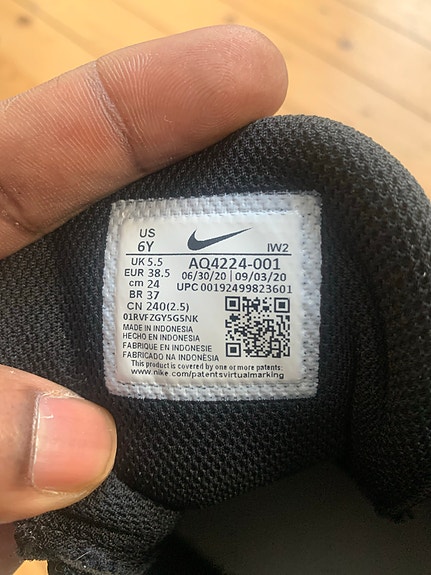 US
6Y
IW2
UK 5.5
EUR 38.5
cm 24
BR 37
CN 240(2.5)
AQ4224-001
06/30/20 | 09/03/20
UPC 00192499823601
01RVFZGY5G5NK
MADE IN INDONESIA
HECHO EN INDONESIA
FABRIQUE EN INDONESIE
FABRICADO NA INDONÉSIA
This product is covered by one or more patents
www.nike.com/patentsvirtualmarking